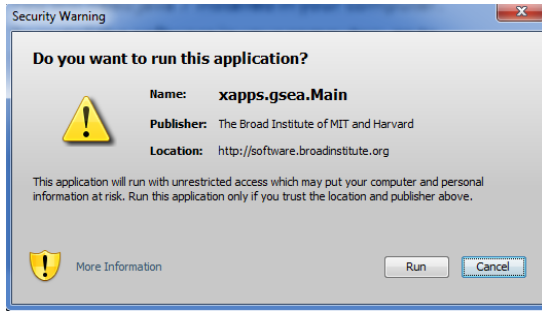 Security Warning
Do you want to run this application?
Name: xapps.gsea.Main
Publisher: The Broad Institute of MIT and Harvard
Location: http://software.broadinstitute.org
This application will run with unrestricted access which may put your computer and personal
information at risk. Run this application only if you trust the location and publisher above.
More Information Run Cancel